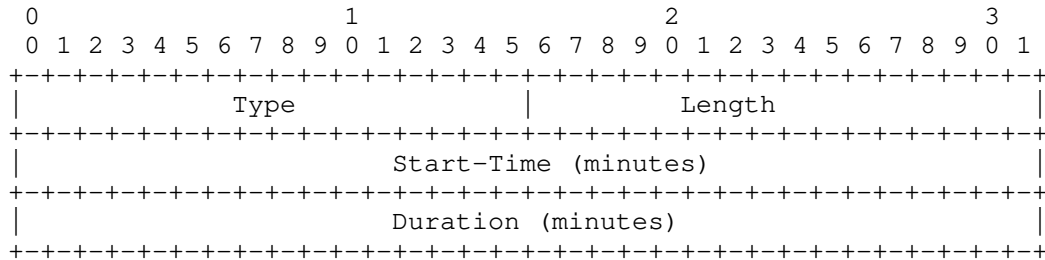 0                   1                   2                   3
 0 1 2 3 4 5 6 7 8 9 0 1 2 3 4 5 6 7 8 9 0 1 2 3 4 5 6 7 8 9 0 1
+-+-+-+-+-+-+-+-+-+-+-+-+-+-+-+-+-+-+-+-+-+-+-+-+-+-+-+-+-+-+-+-+
|             Type              |         Length                |
+-+-+-+-+-+-+-+-+-+-+-+-+-+-+-+-+-+-+-+-+-+-+-+-+-+-+-+-+-+-+-+-+
|                       Start-Time (minutes)                    |
+-+-+-+-+-+-+-+-+-+-+-+-+-+-+-+-+-+-+-+-+-+-+-+-+-+-+-+-+-+-+-+-+
|                       Duration (minutes)                      |
+-+-+-+-+-+-+-+-+-+-+-+-+-+-+-+-+-+-+-+-+-+-+-+-+-+-+-+-+-+-+-+-+